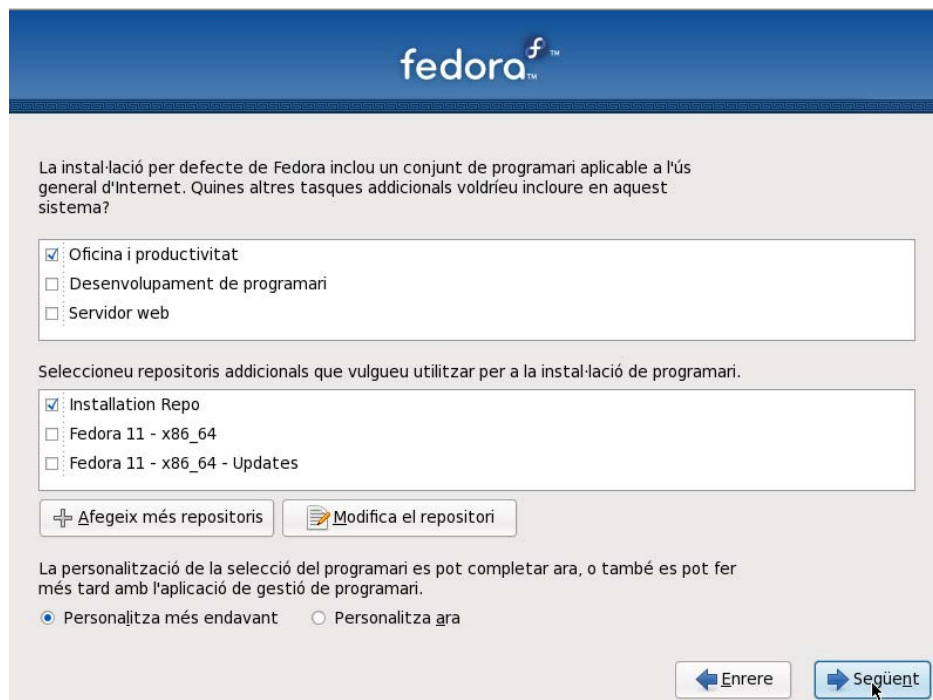 fedora
La instal·lació per defecte de Fedora inclou un conjunt de programari aplicable a l'ús
general d'Internet. Quines altres tasques addicionals voldríeu incloure en aquest
sistema?
Oficina i productivitat
Desenvolupament de programari
Servidor web
Seleccioneu repositoris addicionals que vulgueu utilitzar per a la instal·lació de programari.
Installation Repo
Fedora 11 - x86_64
Fedora 11 - x86_64 - Updates
Afegeix més repositoris Modifica el repositori
La personalització de la selecció del programari es pot completar ara, o també es pot fer
més tard amb l'aplicació de gestió de programari.
Personalitza més endavant Personalitza ara
Enrere Següent